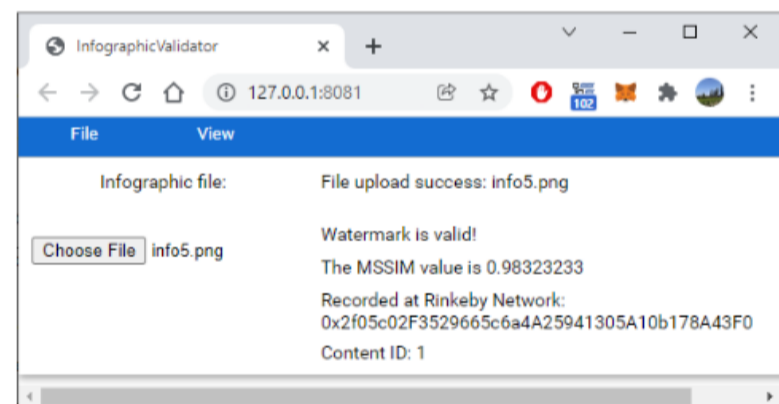 InfographicValidator
127.0.0.1:8081
102
File View
Infographic file:
File upload success: info5.png
Choose File info5.png
Watermark is valid!
The MSSIM value is 0.98323233
Recorded at Rinkeby Network:
0x2f05c02F3529665c6a4A25941305A10b178A43F0
Content ID: 1